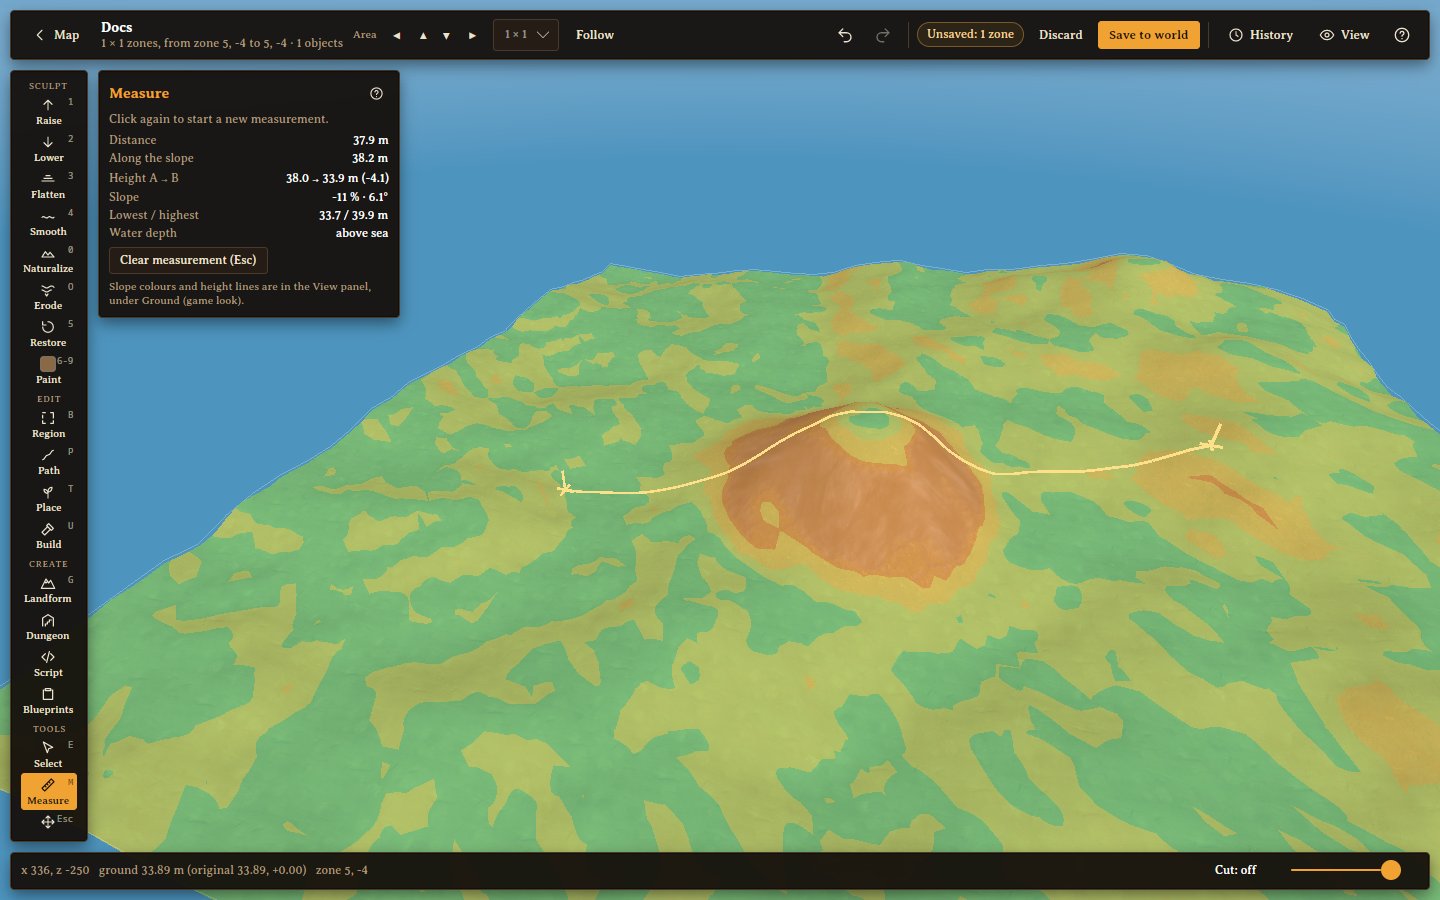 Map
Docs
1 × 1 zones, from zone 5, -4 to 5, -4 · 1 objects
Area
1 × 1
Follow
Unsaved: 1 zone
Discard
Save to world
History
View
SCULPT
Raise 1
Lower 2
Flatten 3
Smooth 4
Naturalize 0
Erode O
Restore 5
Paint 6-9
EDIT
Region B
Path P
Place T
Build U
CREATE
Landform G
Dungeon
Script
Blueprints
TOOLS
Select E
Measure M
Esc
Measure
Click again to start a new measurement.
Distance 37.9 m
Along the slope 38.2 m
Height A → B 38.0 → 33.9 m (-4.1)
Slope -11 % · 6.1°
Lowest / highest 33.7 / 39.9 m
Water depth above sea
Clear measurement (Esc)
Slope colours and height lines are in the View panel,
under Ground (game look).
x 336, z -250 ground 33.89 m (original 33.89, +0.00) zone 5, -4
Cut: off